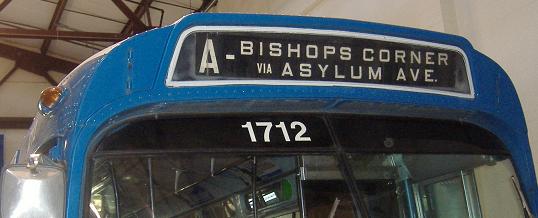 A- BISHOPS CORNER
VIA ASYLUM AVE.
1712